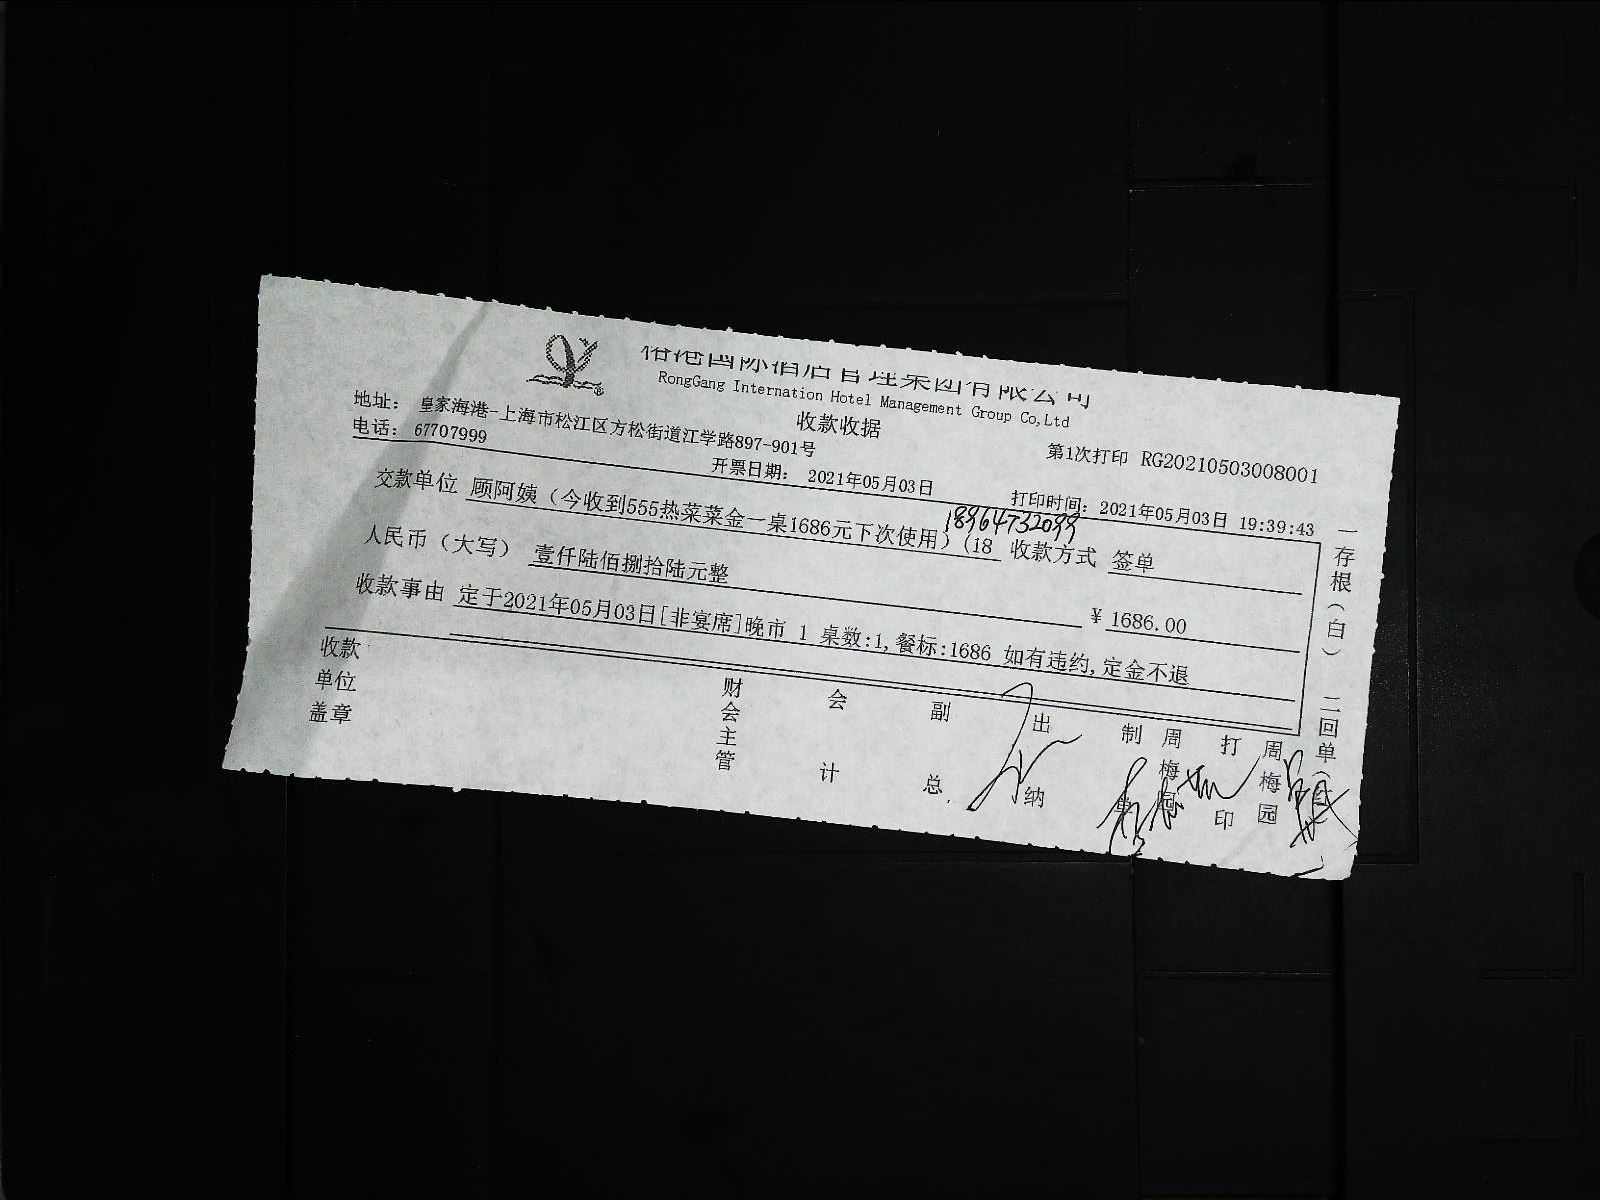 国际酒店管理集团有限公司
RongGang Internation Hotel Management Group Co,Ltd
收款收据
地址： 皇家海港-上海市松江区方松街道江学路897-901号
第1次打印 RG20210503008001
电话： 67707999
开票日期： 2021年05月03日
打印时间：2021年05月03日 19:39:43
18964732099
交款单位 顾阿姨（今收到555热菜菜金一桌1686元下次使用）(18 收款方式 签单
人民币（大写） 壹仟陆佰捌拾陆元整 ¥ 1686.00
收款事由 定于2021年05月03日[非宴席]晚市 1 桌数:1,餐标:1686 如有违约,定金不退
收款单位盖章
财会主管
会计
副总
出纳
制单
周梅园
打印
周梅园
一存根（白） 二回单（